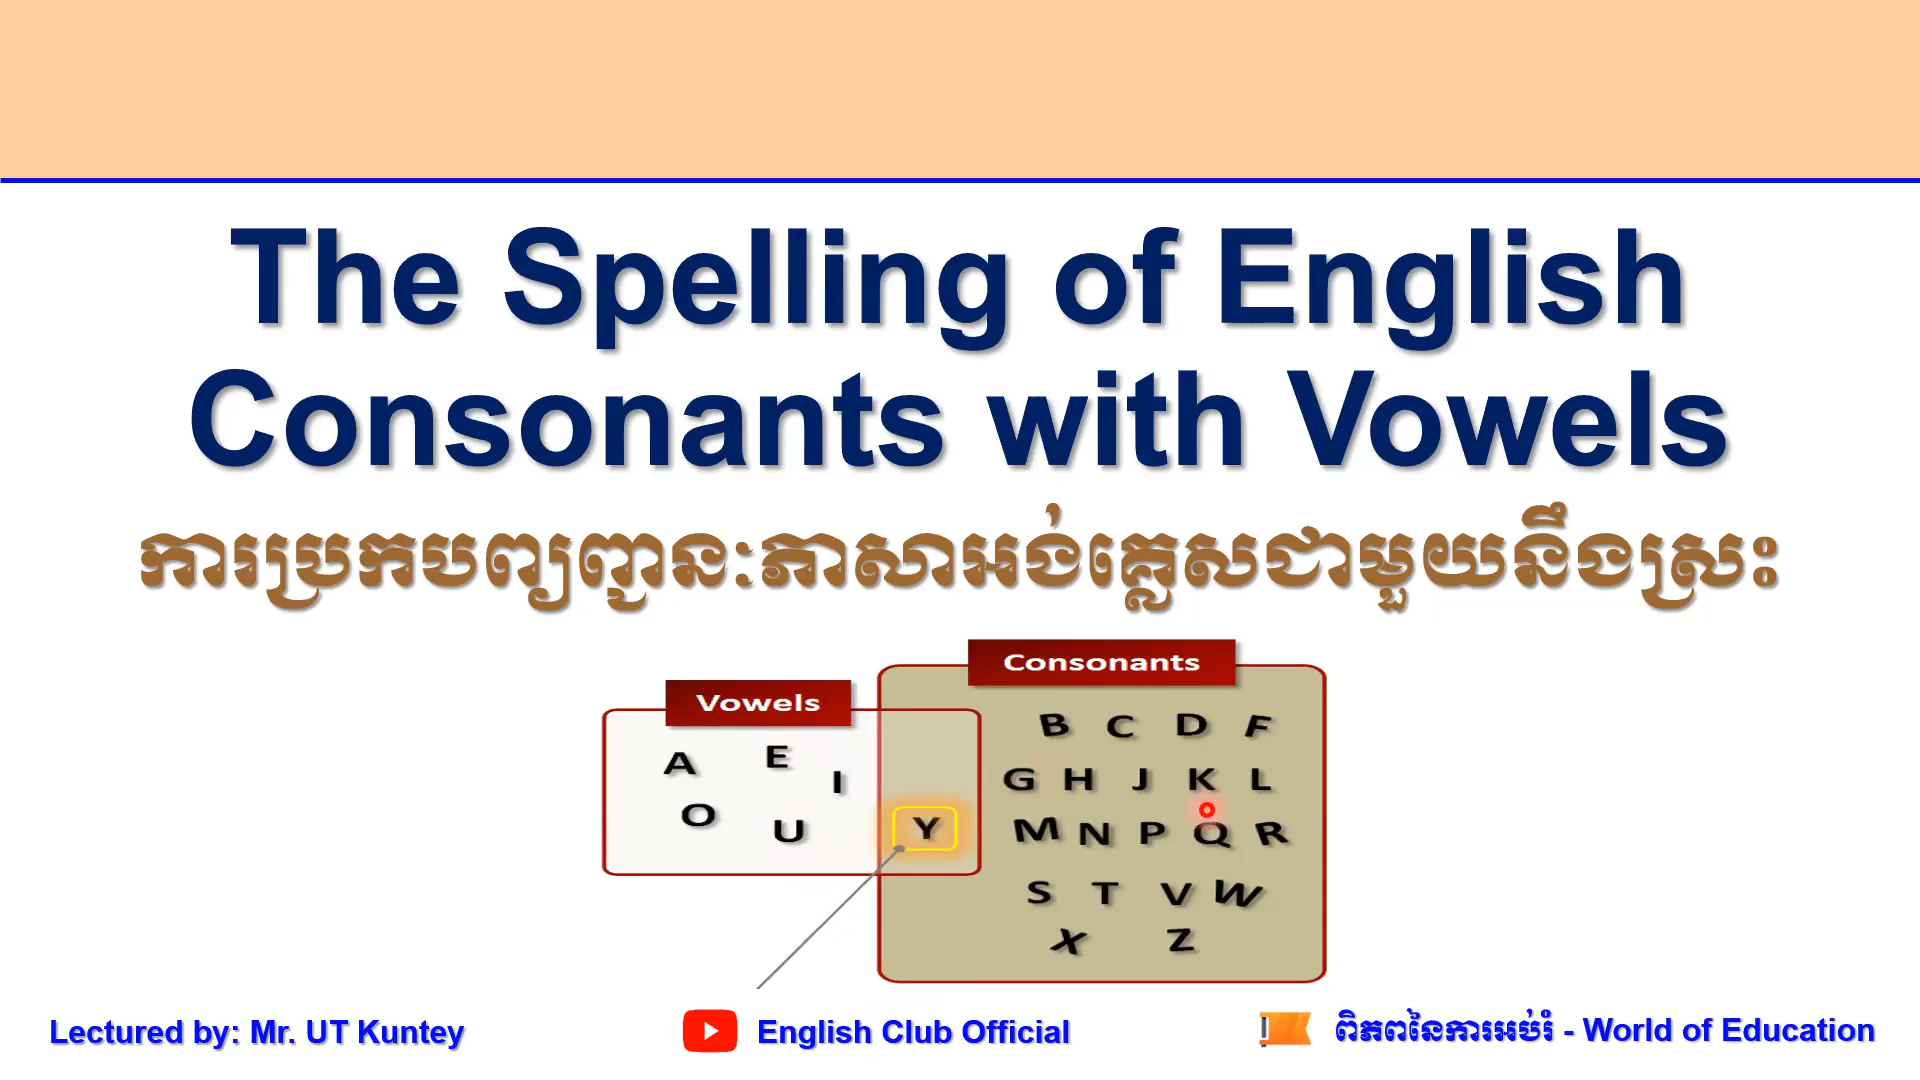 The Spelling of English
Consonants with Vowels
ការប្រកបព្យញ្ជនៈភាសាអង់គ្លេសជាមួយនឹងស្រៈ
Consonants
Vowels
A E I O U
Y
B C D F
G H J K L
M N P Q R
S T V W
X Z
Lectured by: Mr. UT Kuntey
English Club Official
ពិភពនៃការអប់រំ - World of Education